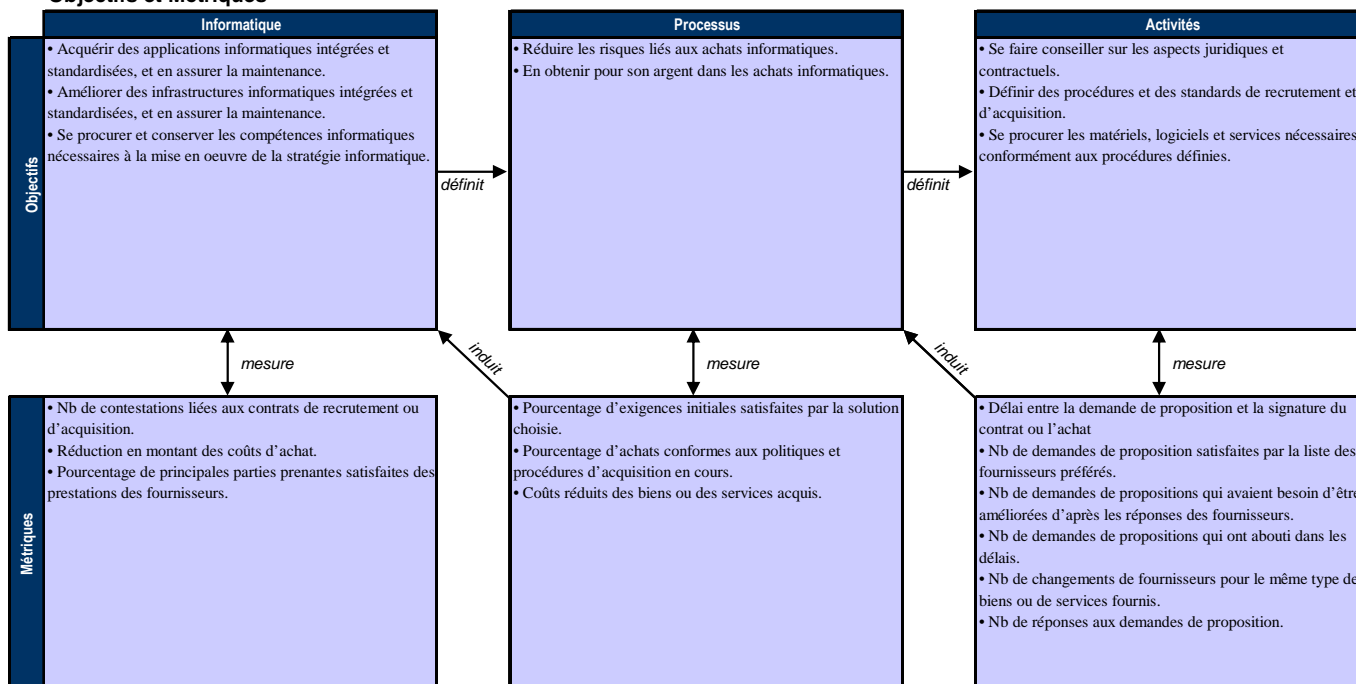 Objectifs et Métriques
Informatique
Processus
Activités
Objectifs
• Acquérir des applications informatiques intégrées et
standardisées, et en assurer la maintenance.
• Améliorer des infrastructures informatiques intégrées et
standardisées, et en assurer la maintenance.
• Se procurer et conserver les compétences informatiques
nécessaires à la mise en oeuvre de la stratégie informatique.
définit
• Réduire les risques liés aux achats informatiques.
• En obtenir pour son argent dans les achats informatiques.
définit
• Se faire conseiller sur les aspects juridiques et
contractuels.
• Définir des procédures et des standards de recrutement et
d’acquisition.
• Se procurer les matériels, logiciels et services nécessaires
conformément aux procédures définies.
mesure
induit
mesure
induit
mesure
Métriques
• Nb de contestations liées aux contrats de recrutement ou
d’acquisition.
• Réduction en montant des coûts d’achat.
• Pourcentage de principales parties prenantes satisfaites des
prestations des fournisseurs.
• Pourcentage d’exigences initiales satisfaites par la solution
choisie.
• Pourcentage d’achats conformes aux politiques et
procédures d’acquisition en cours.
• Coûts réduits des biens ou des services acquis.
• Délai entre la demande de proposition et la signature du
contrat ou l’achat
• Nb de demandes de proposition satisfaites par la liste des
fournisseurs préférés.
• Nb de demandes de propositions qui avaient besoin d’être
améliorées d’après les réponses des fournisseurs.
• Nb de demandes de propositions qui ont abouti dans les
délais.
• Nb de changements de fournisseurs pour le même type de
biens ou de services fournis.
• Nb de réponses aux demandes de proposition.